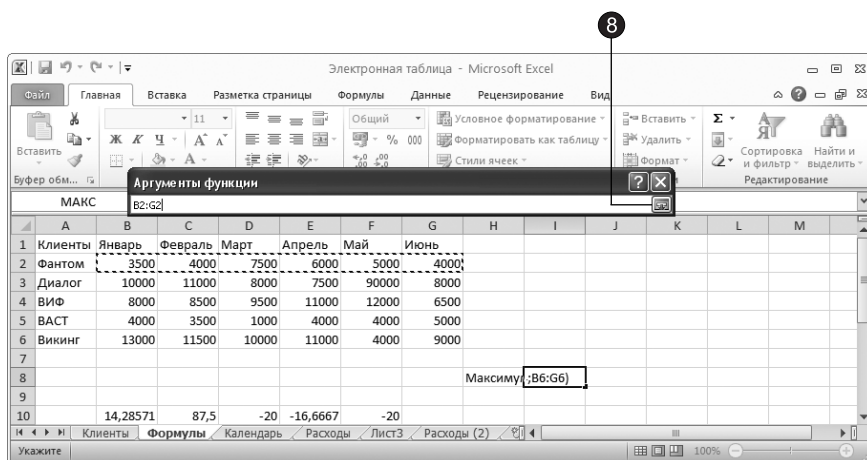 8
Электронная таблица - Microsoft Excel
Файл Главная Вставка Разметка страницы Формулы Данные Рецензирование Вид
Вставить
Буфер обм...
11
Ж К Ч
А А
А
Общий
% 000
Условное форматирование
Форматировать как таблицу
Стили ячеек
Вставить
Удалить
Формат
Σ
Сортировка и фильтр
Найти и выделить
Редактирование
Аргументы функции
МАКС
B2:G2
A B C D E F G H I J K L M
1 Клиенты Январь Февраль Март Апрель Май Июнь
2 Фантом 3500 4000 7500 6000 5000 4000
3 Диалог 10000 11000 8000 7500 90000 8000
4 ВИФ 8000 8500 9500 11000 12000 6500
5 ВАСТ 4000 3500 1000 4000 4000 5000
6 Викинг 13000 11500 10000 11000 4000 9000
7
8 Максимул ;B6:G6)
9
10 14,28571 87,5 -20 -16,6667 -20
Клиенты Формулы Календарь Расходы Лист3 Расходы (2)
Укажите 100%